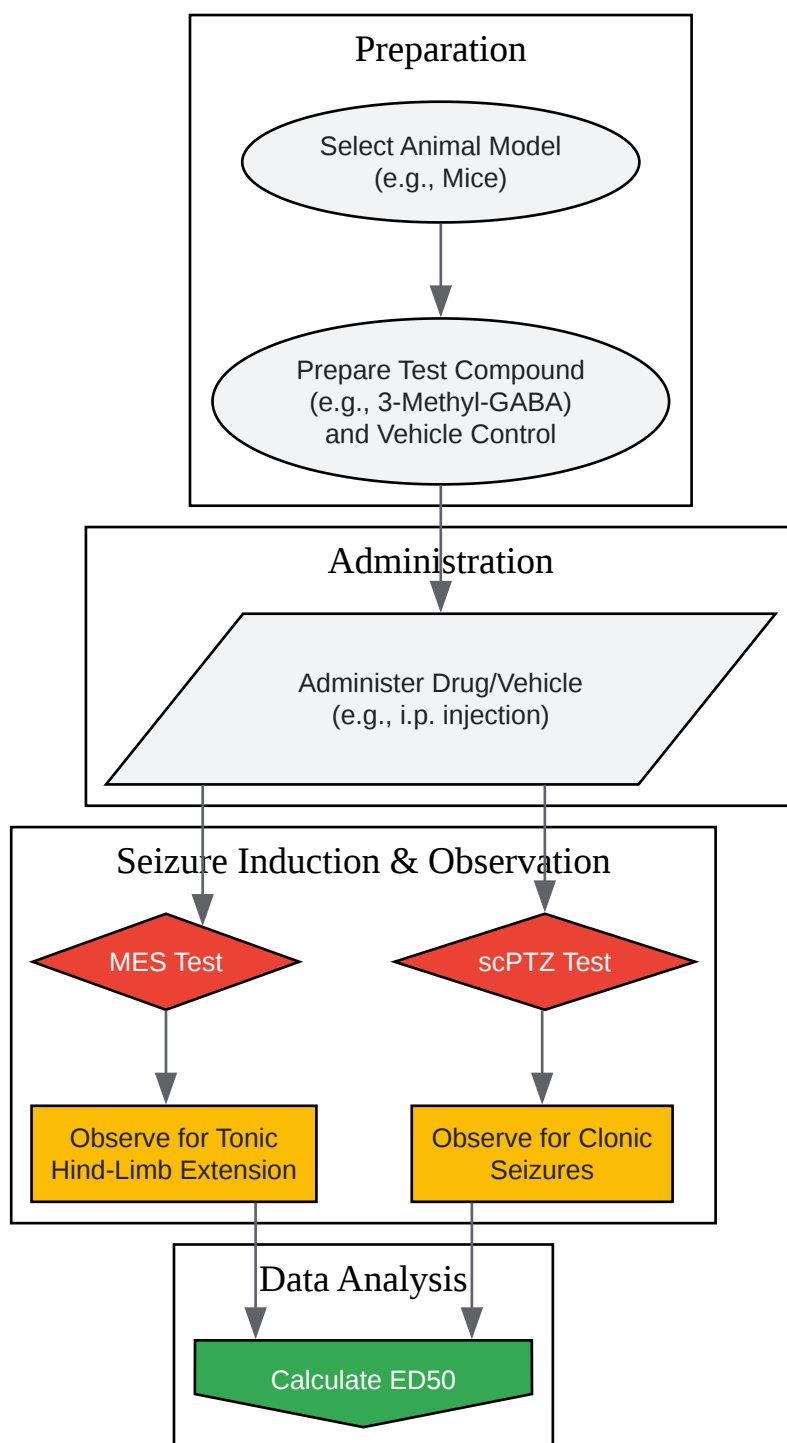 Preparation
Select Animal Model
(e.g., Mice)
Prepare Test Compound
(e.g., 3-Methyl-GABA)
and Vehicle Control
Administration
Administer Drug/Vehicle
(e.g., i.p. injection)
Seizure Induction & Observation
MES Test
scPTZ Test
Observe for Tonic
Hind-Limb Extension
Observe for Clonic
Seizures
Data Analysis
Calculate ED50